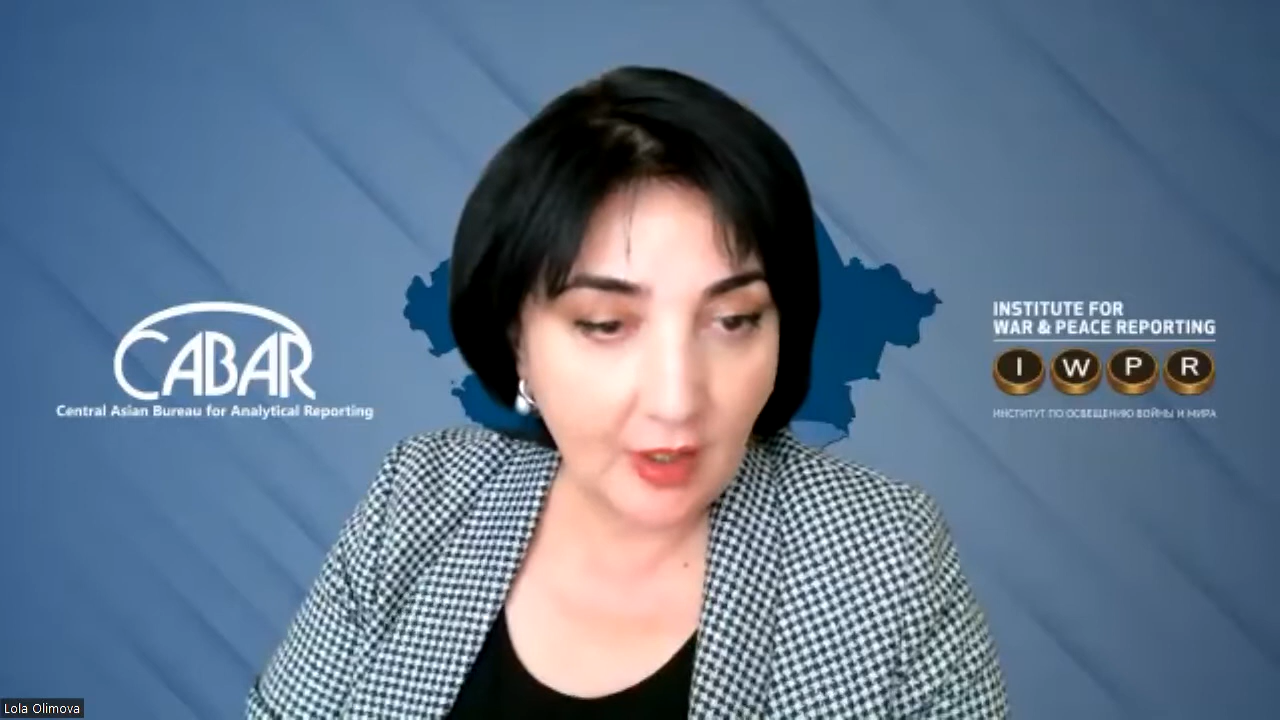 CABAR
Central Asian Bureau for Analytical Reporting
INSTITUTE FOR
WAR & PEACE REPORTING
I W P R
ИНСТИТУТ ПО ОСВЕЩЕНИЮ ВОЙНЫ И МИРА
Lola Olimova